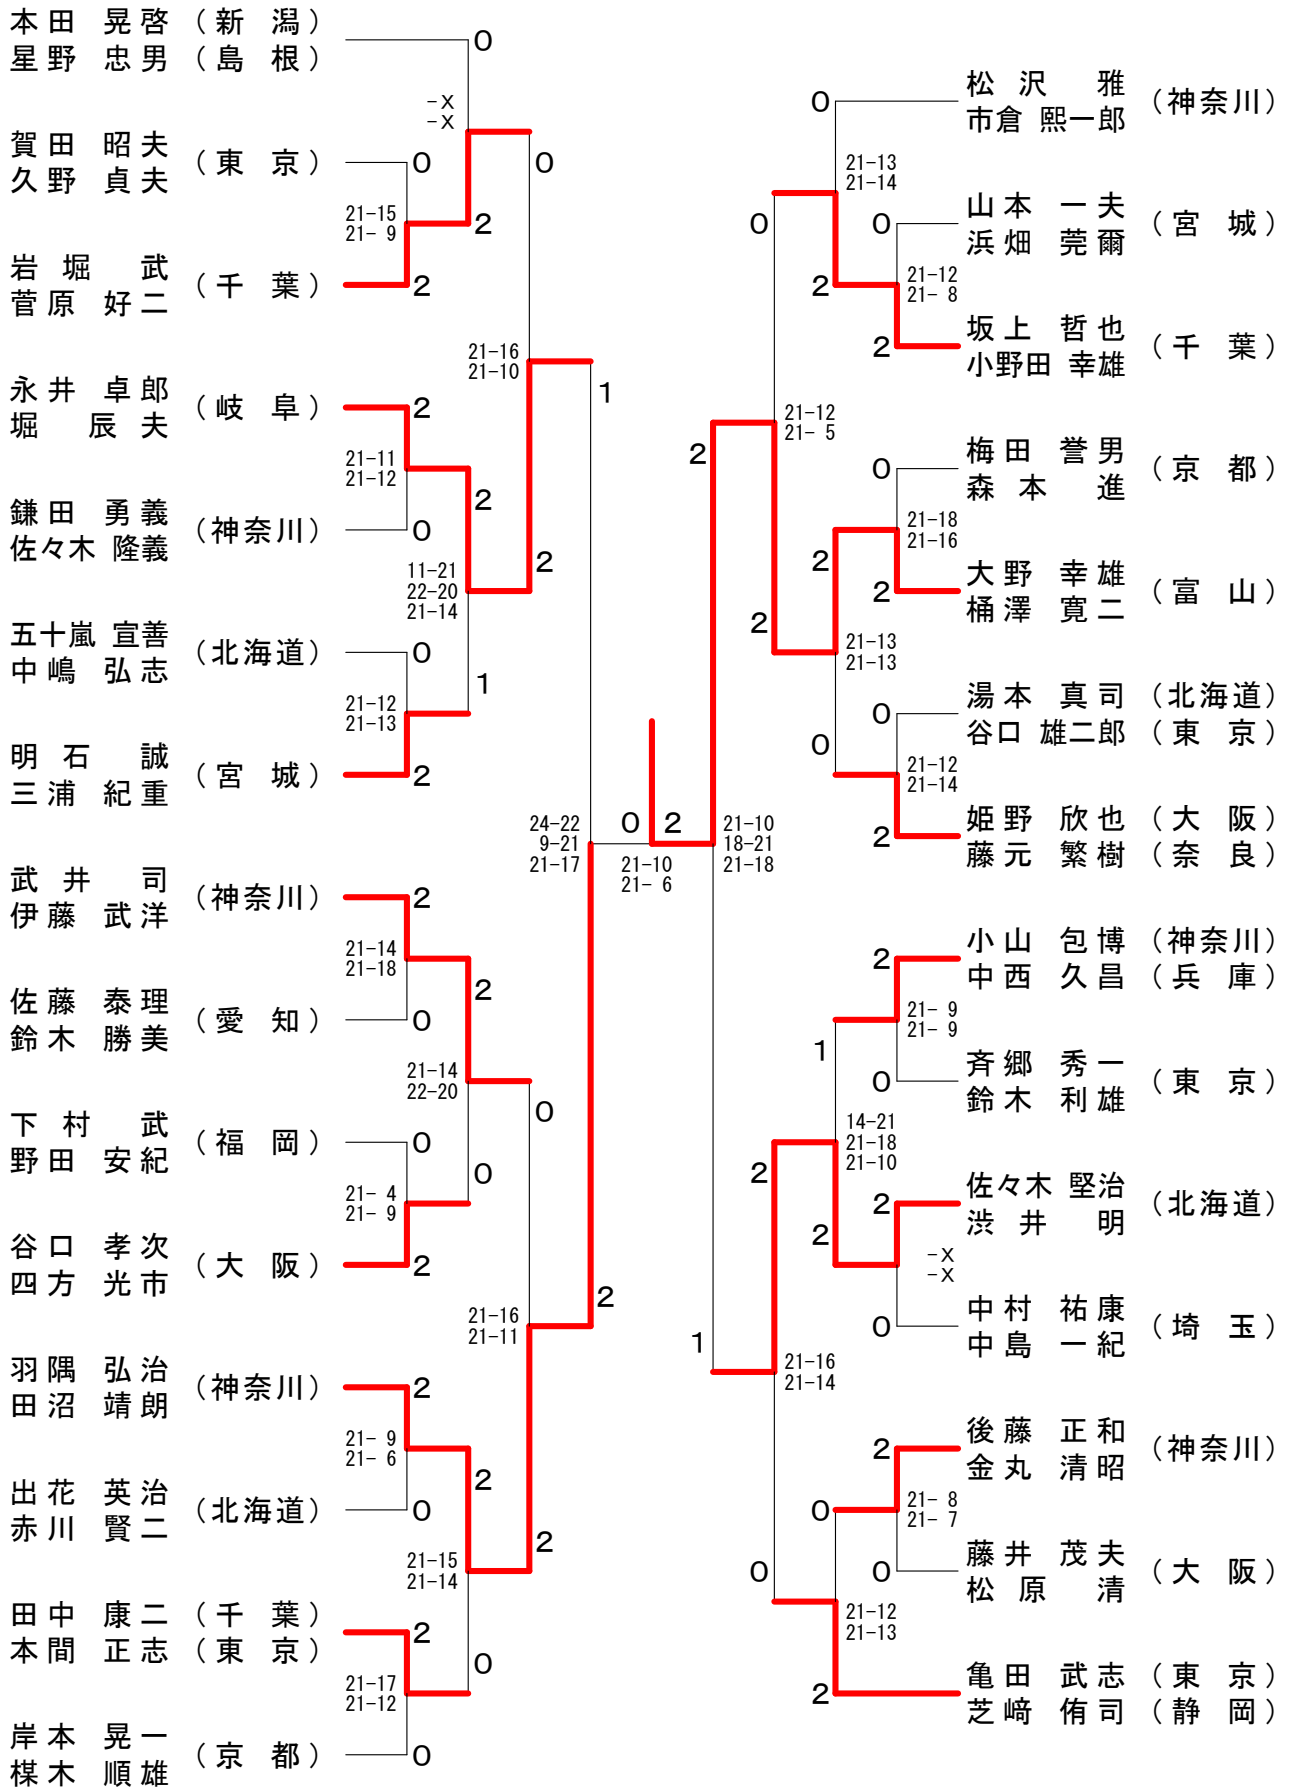 本田 晃啓 （新 潟） 0
星野 忠男 （島 根）
-X
-X
賀田 昭夫 （東 京） 0
久野 貞夫
21-15
21- 9
2
0
岩堀 武 （千 葉） 2
菅原 好二
21-16
21-10
1
永井 卓郎 （岐 阜） 2
堀 辰夫
21-11
21-12
2
鎌田 勇義 （神奈川） 0
佐々木 隆義
11-21
22-20
21-14
2
五十嵐 宣善 （北海道） 0
中嶋 弘志
21-12
21-13
1
明石 誠 （宮 城） 2
三浦 紀重
24-22
9-21
21-17
武井 司 （神奈川） 2
伊藤 武洋
21-14
21-18
2
佐藤 泰理 （愛 知） 0
鈴木 勝美
21-14
22-20
0
下村 武 （福 岡） 0
野田 安紀
21- 4
21- 9
0
谷口 孝次 （大 阪） 2
四方 光市
21-16
21-11
2
羽隅 弘治 （神奈川） 2
田沼 靖朗
21- 9
21- 6
2
出花 英治 （北海道） 0
赤川 賢二
21-15
21-14
2
田中 康二 （千 葉） 2
本間 正志 （東 京）
21-17
21-12
0
岸本 晃一 （京 都） 0
楳木 順雄
0 2
21-10
21- 6
0 松沢 雅 （神奈川）
市倉 熙一郎
21-13
21-14
0
0 山本 一夫 （宮 城）
浜畑 莞爾
21-12
21- 8
2
2 坂上 哲也 （千 葉）
小野田 幸雄
21-12
21- 5
2
0 梅田 誉男 （京 都）
森本 進
21-18
21-16
2
2 大野 幸雄 （富 山）
桶澤 寛二
21-13
21-13
2
0 湯本 真司 （北海道）
谷口 雄二郎 （東 京）
21-12
21-14
0
2 姫野 欣也 （大 阪）
藤元 繁樹 （奈 良）
21-10
18-21
21-18
2 小山 包博 （神奈川）
中西 久昌 （兵 庫）
21- 9
21- 9
1
0 斉郷 秀一 （東 京）
鈴木 利雄
14-21
21-18
21-10
2
2 佐々木 堅治 （北海道）
渋井 明
-X
-X
2
0 中村 祐康 （埼 玉）
中島 一紀
21-16
21-14
1
2 後藤 正和 （神奈川）
金丸 清昭
21- 8
21- 7
0
0 藤井 茂夫 （大 阪）
松原 清
21-12
21-13
0
2 亀田 武志 （東 京）
芝﨑 侑司 （静 岡）